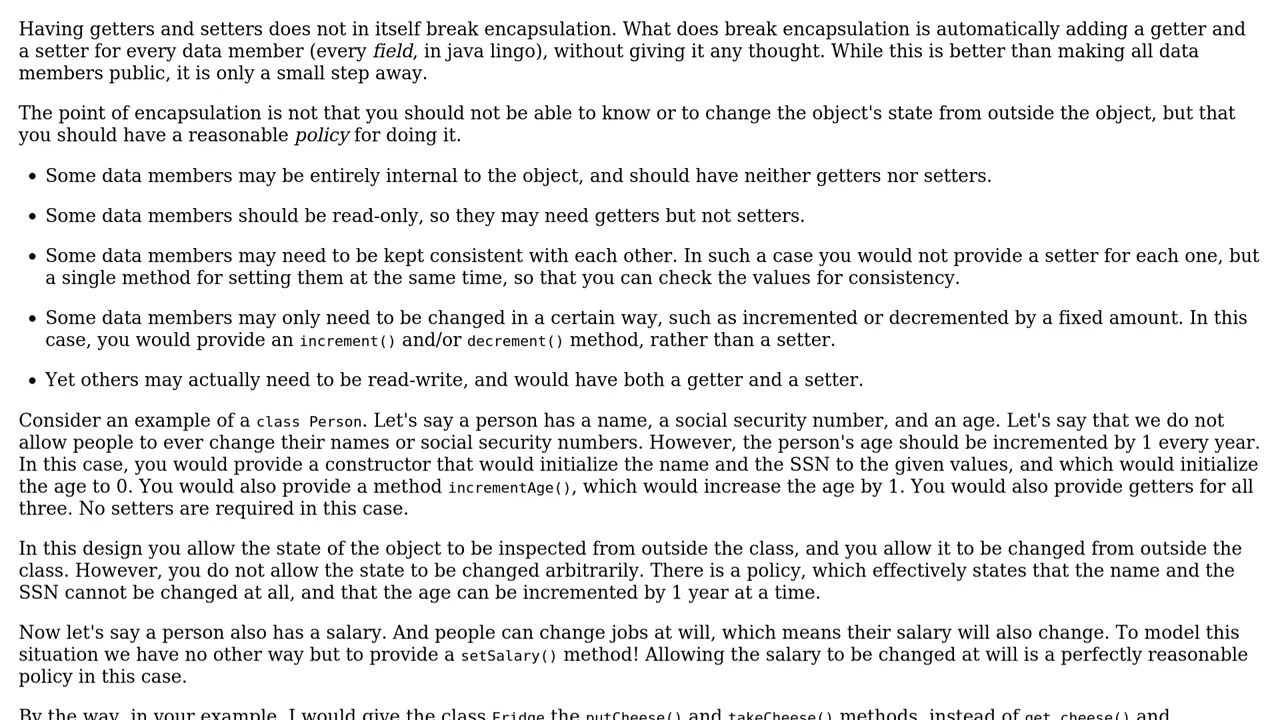 Having getters and setters does not in itself break encapsulation. What does break encapsulation is automatically adding a getter and
a setter for every data member (every field, in java lingo), without giving it any thought. While this is better than making all data
members public, it is only a small step away.
The point of encapsulation is not that you should not be able to know or to change the object's state from outside the object, but that
you should have a reasonable policy for doing it.
• Some data members may be entirely internal to the object, and should have neither getters nor setters.
• Some data members should be read-only, so they may need getters but not setters.
• Some data members may need to be kept consistent with each other. In such a case you would not provide a setter for each one, but
a single method for setting them at the same time, so that you can check the values for consistency.
• Some data members may only need to be changed in a certain way, such as incremented or decremented by a fixed amount. In this
case, you would provide an increment() and/or decrement() method, rather than a setter.
• Yet others may actually need to be read-write, and would have both a getter and a setter.
Consider an example of a class Person. Let's say a person has a name, a social security number, and an age. Let's say that we do not
allow people to ever change their names or social security numbers. However, the person's age should be incremented by 1 every year.
In this case, you would provide a constructor that would initialize the name and the SSN to the given values, and which would initialize
the age to 0. You would also provide a method incrementAge(), which would increase the age by 1. You would also provide getters for all
three. No setters are required in this case.
In this design you allow the state of the object to be inspected from outside the class, and you allow it to be changed from outside the
class. However, you do not allow the state to be changed arbitrarily. There is a policy, which effectively states that the name and the
SSN cannot be changed at all, and that the age can be incremented by 1 year at a time.
Now let's say a person also has a salary. And people can change jobs at will, which means their salary will also change. To model this
situation we have no other way but to provide a setSalary() method! Allowing the salary to be changed at will is a perfectly reasonable
policy in this case.
By the way, in your example, I would give the class Fridge the putCheese() and takeCheese() methods, instead of get_cheese() and